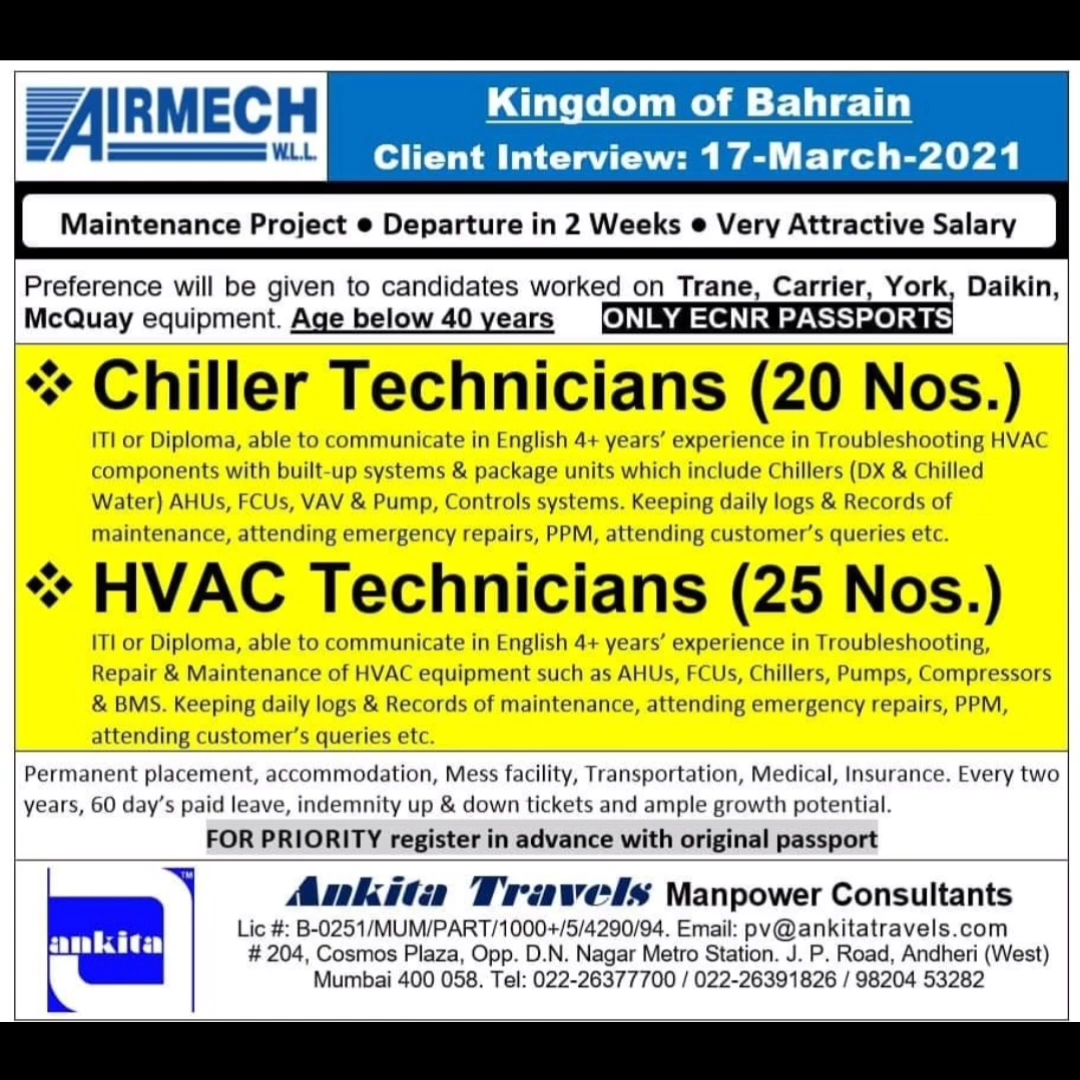 AIRMECH
W.L.L.
Kingdom of Bahrain
Client Interview: 17-March-2021
Maintenance Project ● Departure in 2 Weeks ● Very Attractive Salary
Preference will be given to candidates worked on Trane, Carrier, York, Daikin,
McQuay equipment. Age below 40 years ONLY ECNR PASSPORTS
❖ Chiller Technicians (20 Nos.)
ITI or Diploma, able to communicate in English 4+ years’ experience in Troubleshooting HVAC
components with built-up systems & package units which include Chillers (DX & Chilled
Water) AHUs, FCUs, VAV & Pump, Controls systems. Keeping daily logs & Records of
maintenance, attending emergency repairs, PPM, attending customer’s queries etc.
❖ HVAC Technicians (25 Nos.)
ITI or Diploma, able to communicate in English 4+ years’ experience in Troubleshooting,
Repair & Maintenance of HVAC equipment such as AHUs, FCUs, Chillers, Pumps, Compressors
& BMS. Keeping daily logs & Records of maintenance, attending emergency repairs, PPM,
attending customer’s queries etc.
Permanent placement, accommodation, Mess facility, Transportation, Medical, Insurance. Every two
years, 60 day’s paid leave, indemnity up & down tickets and ample growth potential.
FOR PRIORITY register in advance with original passport
TM
ankita
Ankita Travels Manpower Consultants
Lic #: B-0251/MUM/PART/1000+/5/4290/94. Email: pv@ankitatravels.com
# 204, Cosmos Plaza, Opp. D.N. Nagar Metro Station. J. P. Road, Andheri (West)
Mumbai 400 058. Tel: 022-26377700 / 022-26391826 / 98204 53282